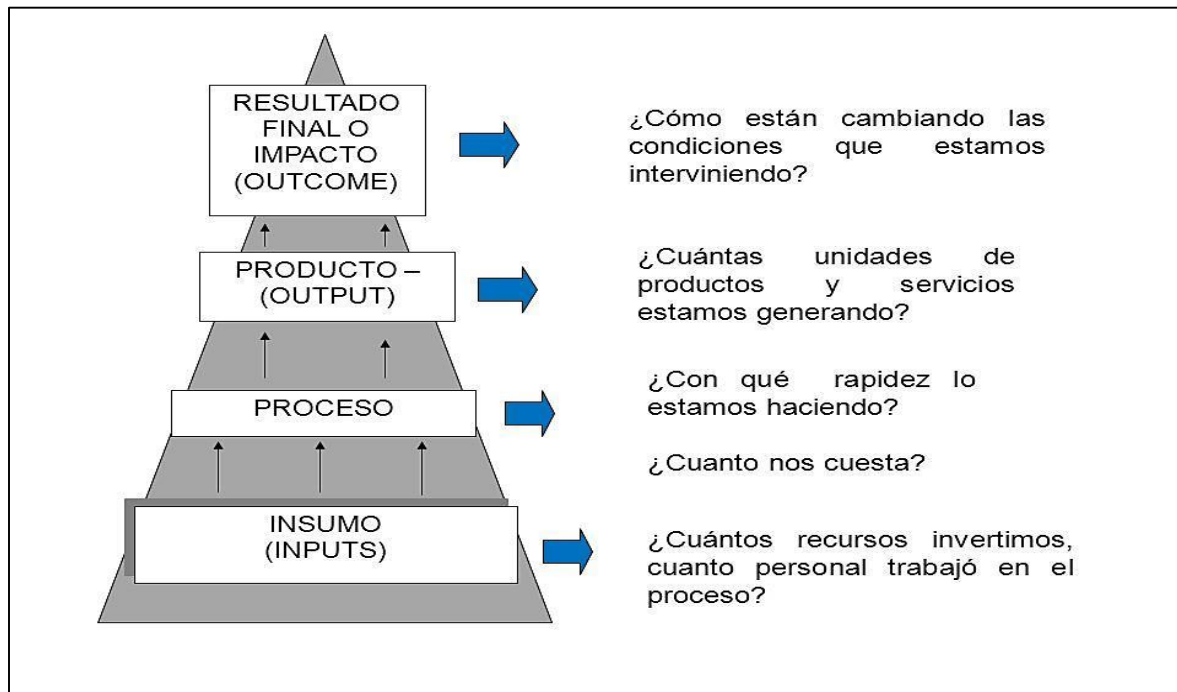 RESULTADO
FINAL O
IMPACTO
(OUTCOME)
¿Cómo están cambiando las
condiciones que estamos
interviniendo?
PRODUCTO –
(OUTPUT)
¿Cuántas unidades de
productos y servicios
estamos generando?
PROCESO
¿Con qué rapidez lo
estamos haciendo?
¿Cuanto nos cuesta?
INSUMO
(INPUTS)
¿Cuántos recursos invertimos,
cuanto personal trabajó en el
proceso?